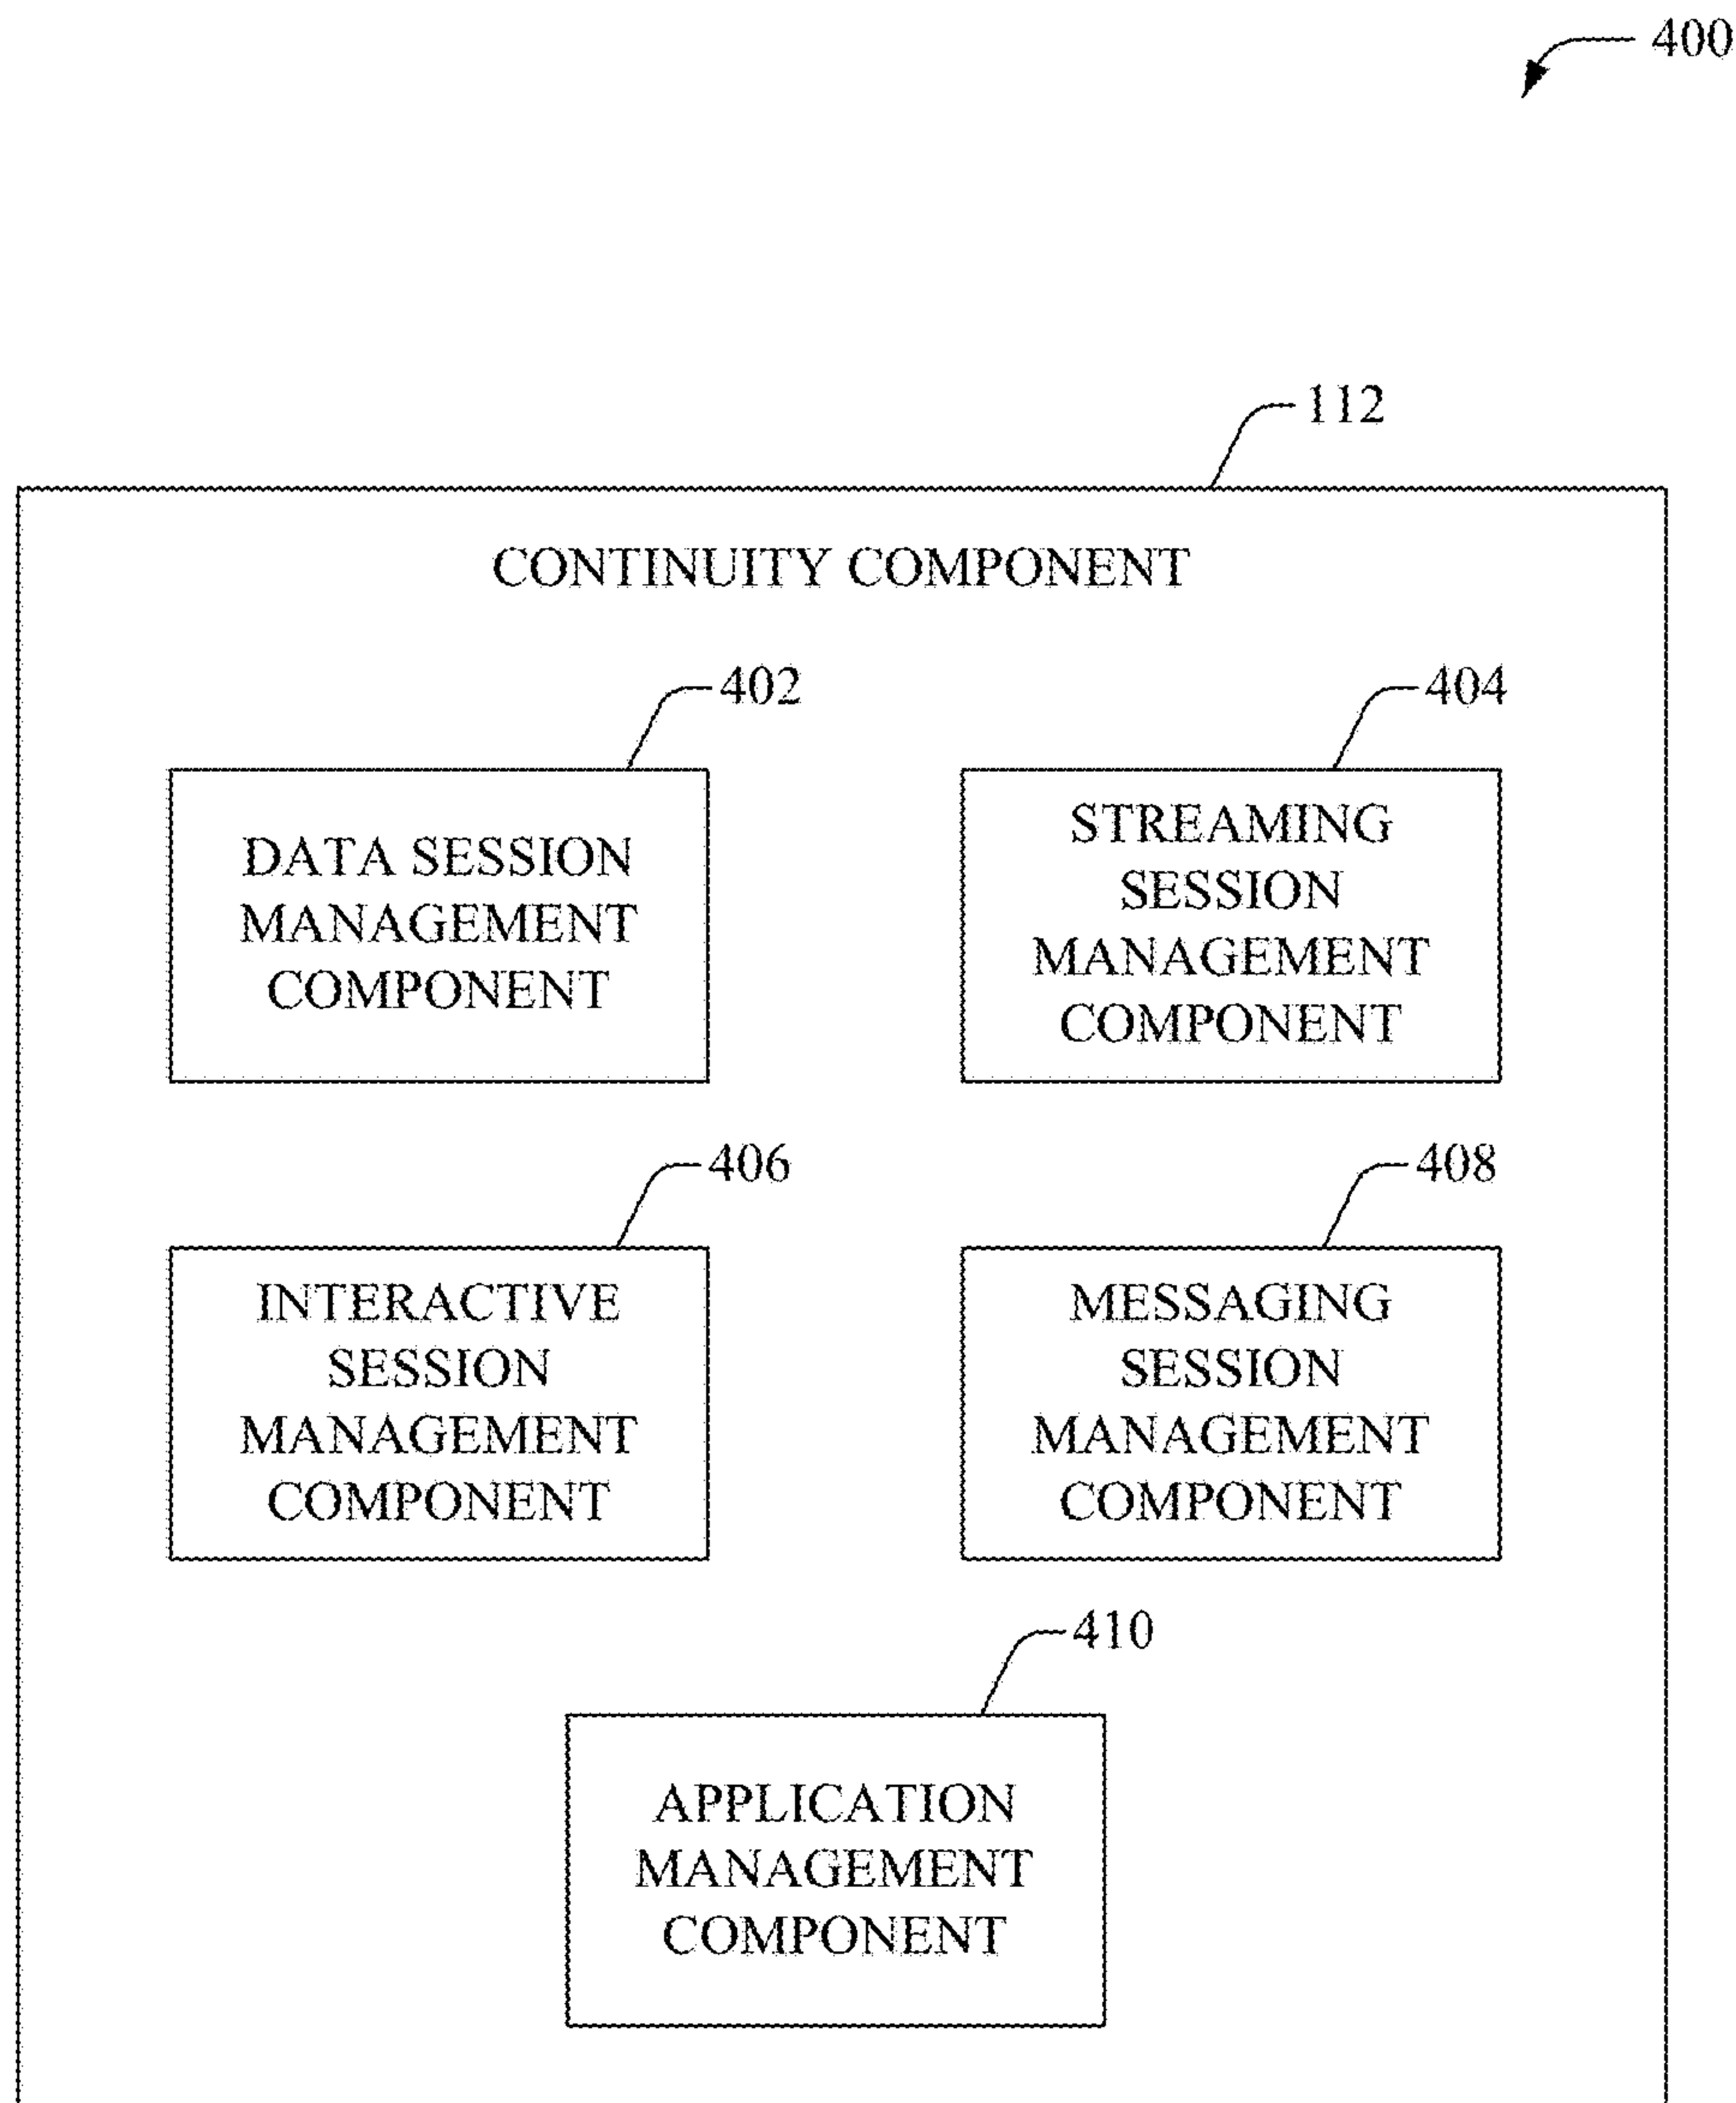 400
112
CONTINUITY COMPONENT
402
DATA SESSION
MANAGEMENT
COMPONENT
404
STREAMING
SESSION
MANAGEMENT
COMPONENT
406
INTERACTIVE
SESSION
MANAGEMENT
COMPONENT
408
MESSAGING
SESSION
MANAGEMENT
COMPONENT
410
APPLICATION
MANAGEMENT
COMPONENT